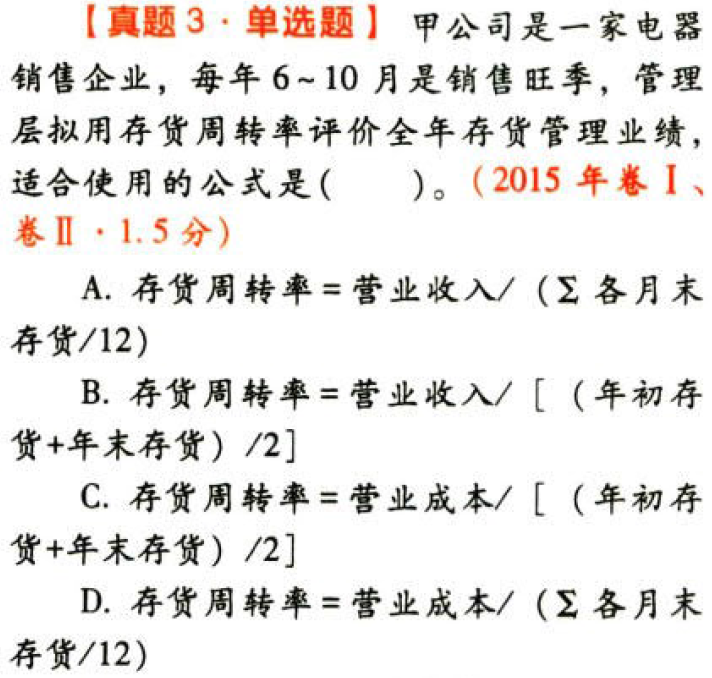 【真题3·单选题】 甲公司是一家电器
销售企业，每年6~10月是销售旺季，管理
层拟用存货周转率评价全年存货管理业绩，
适合使用的公式是(　　)。(2015年卷Ⅰ、
卷Ⅱ·1.5分)
A. 存货周转率=营业收入/（∑各月末
存货/12）
B. 存货周转率=营业收入/［（年初存
货+年末存货）/2］
C. 存货周转率=营业成本/［（年初存
货+年末存货）/2］
D. 存货周转率=营业成本/（∑各月末
存货/12）